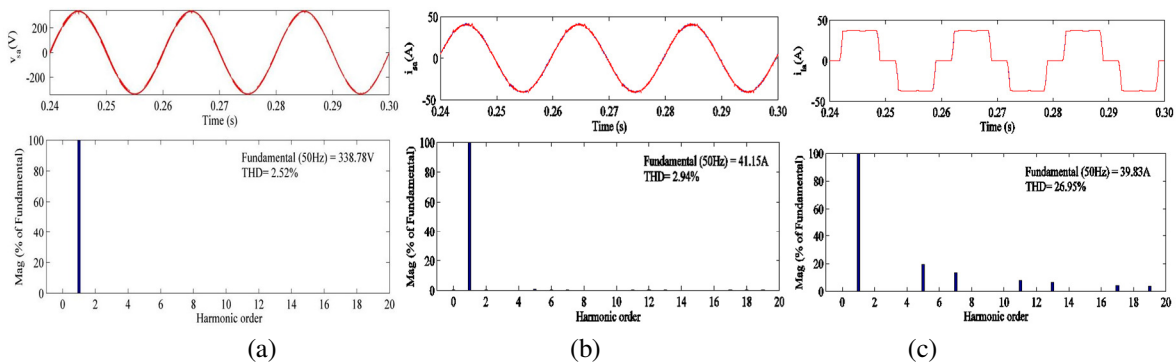 v_sa (V)
200
0
-200
0.24 0.25 0.26 0.27 0.28 0.29 0.30
Time (s)
Mag (% of Fundamental)
100
80
60
40
20
0
Fundamental (50Hz) = 338.78V
THD= 2.52%
0 2 4 6 8 10 12 14 16 18 20
Harmonic order
(a)
i_sa (A)
50
0
-50
0.24 0.25 0.26 0.27 0.28 0.29 0.30
Time (s)
Mag (% of Fundamental)
100
80
60
40
20
0
Fundamental (50Hz) = 41.15A
THD= 2.94%
0 2 4 6 8 10 12 14 16 18 20
Harmonic order
(b)
i_la (A)
50
0
-50
0.24 0.25 0.26 0.27 0.28 0.29 0.30
Time (s)
Mag (% of Fundamental)
100
80
60
40
20
0
Fundamental (50Hz) = 39.83A
THD= 26.95%
0 2 4 6 8 10 12 14 16 18 20
Harmonic order
(c)